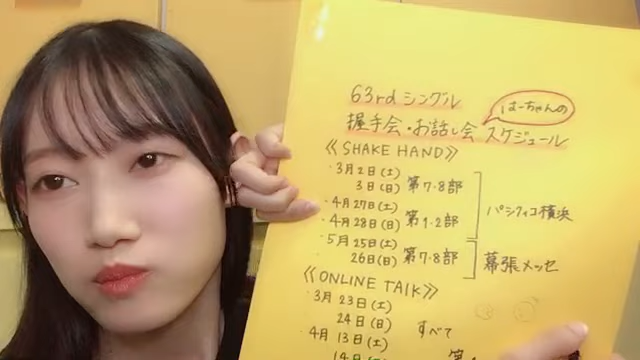 63rd シングル
はーちゃんの
握手会・お話し会 スケジュール
《SHAKE HAND》
・3月2日(土)
3日(日) 第7.8部
・4月27日(土)
・4月28日(日) 第1.2部
パシフィコ横浜
・5月25日(土)
26日(日) 第7.8部
幕張メッセ
《ONLINE TALK》
・3月23日(土)
24日(日) すべて
・4月13日(土)
14日(日)